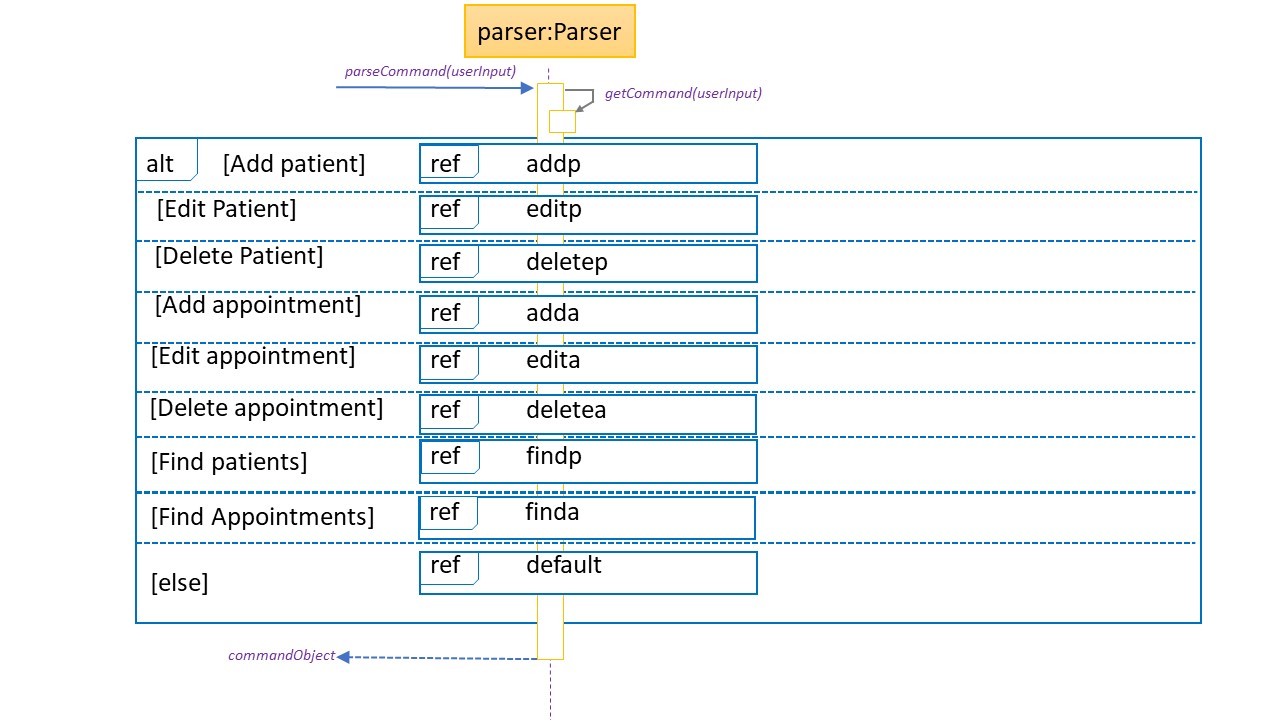 parser:Parser
parseCommand(userInput)
getCommand(userInput)
alt [Add patient] ref addp
[Edit Patient] ref editp
[Delete Patient] ref deletep
[Add appointment] ref adda
[Edit appointment] ref edita
[Delete appointment] ref deletea
[Find patients] ref findp
[Find Appointments] ref finda
[else] ref default
commandObject